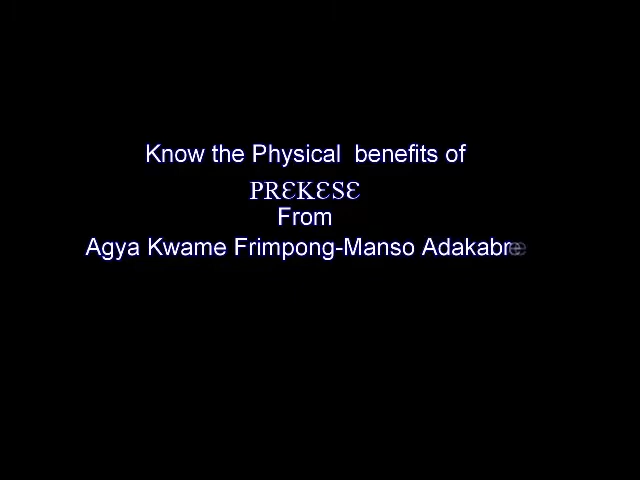 Know the Physical  benefits of
PRƐKƐSƐ
From
Agya Kwame Frimpong-Manso Adakabre